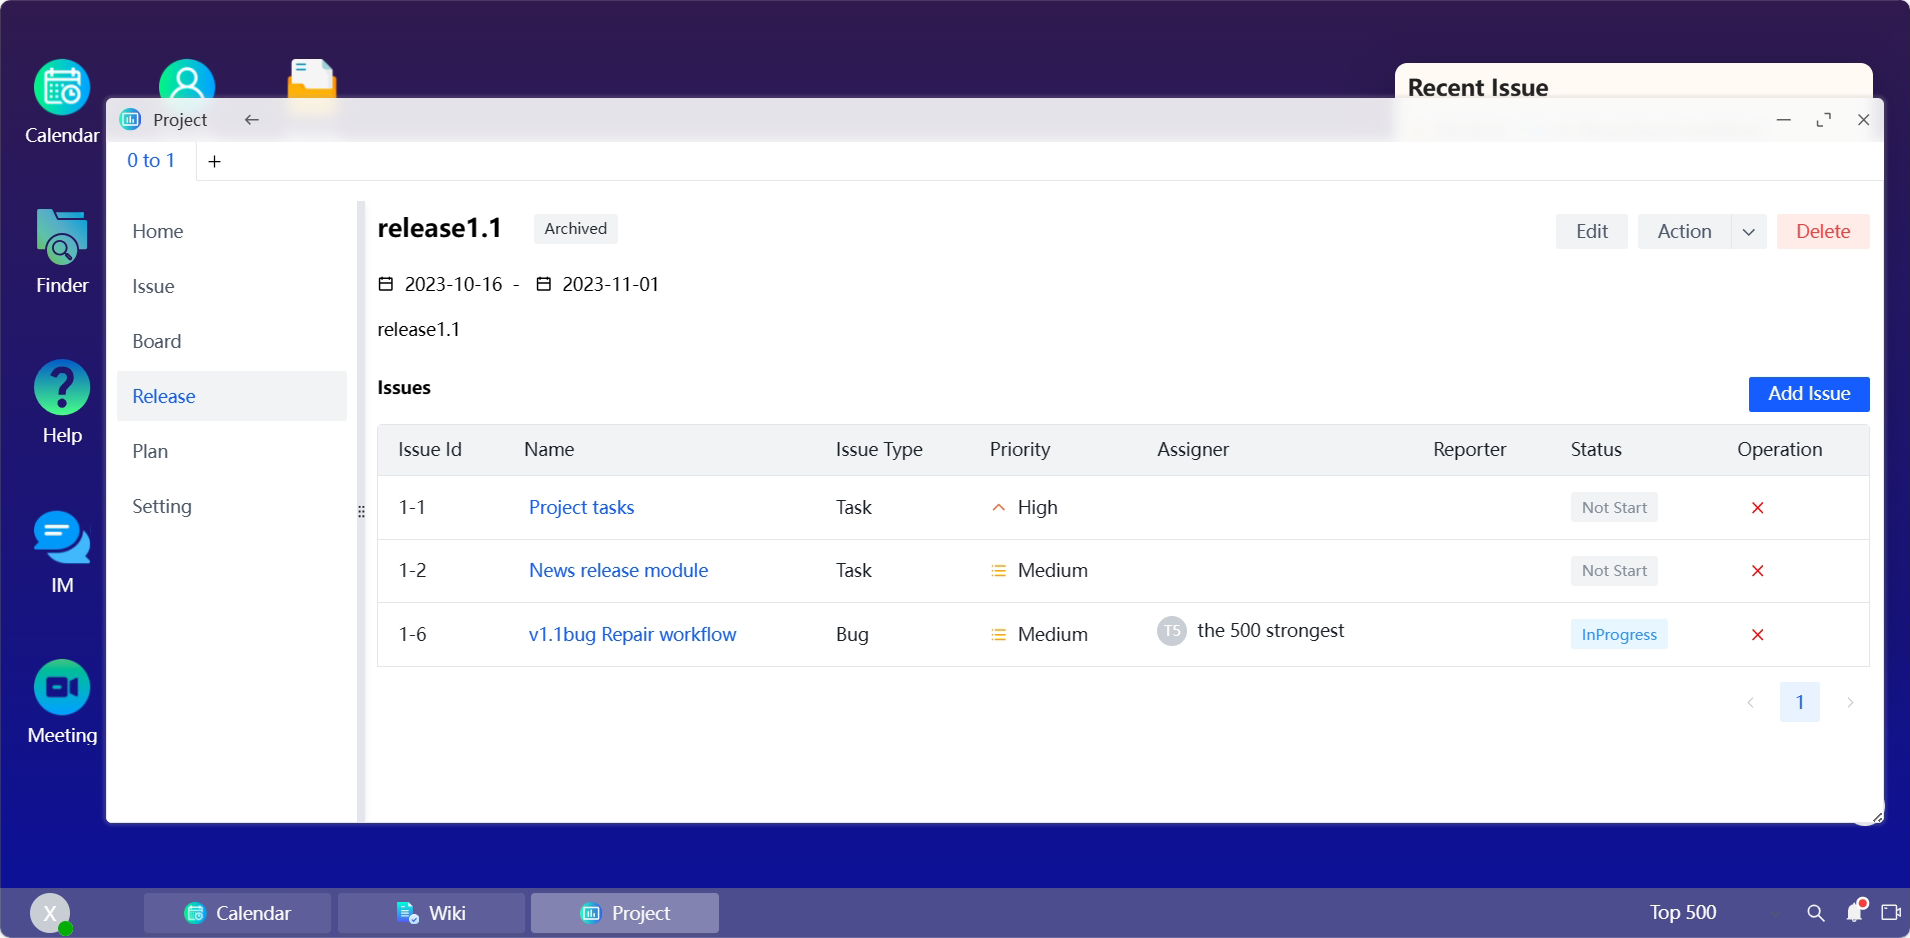 Recent Issue
Calendar
Project
0 to 1
Finder
Help
IM
Meeting
Home
Issue
Board
Release
Plan
Setting
release1.1 Archived
Edit Action Delete
2023-10-16 - 2023-11-01
release1.1
Issues
Add Issue
Issue Id Name Issue Type Priority Assigner Reporter Status Operation
1-1 Project tasks Task High Not Start
1-2 News release module Task Medium Not Start
1-6 v1.1bug Repair workflow Bug Medium T5 the 500 strongest InProgress
1
X Calendar Wiki Project Top 500